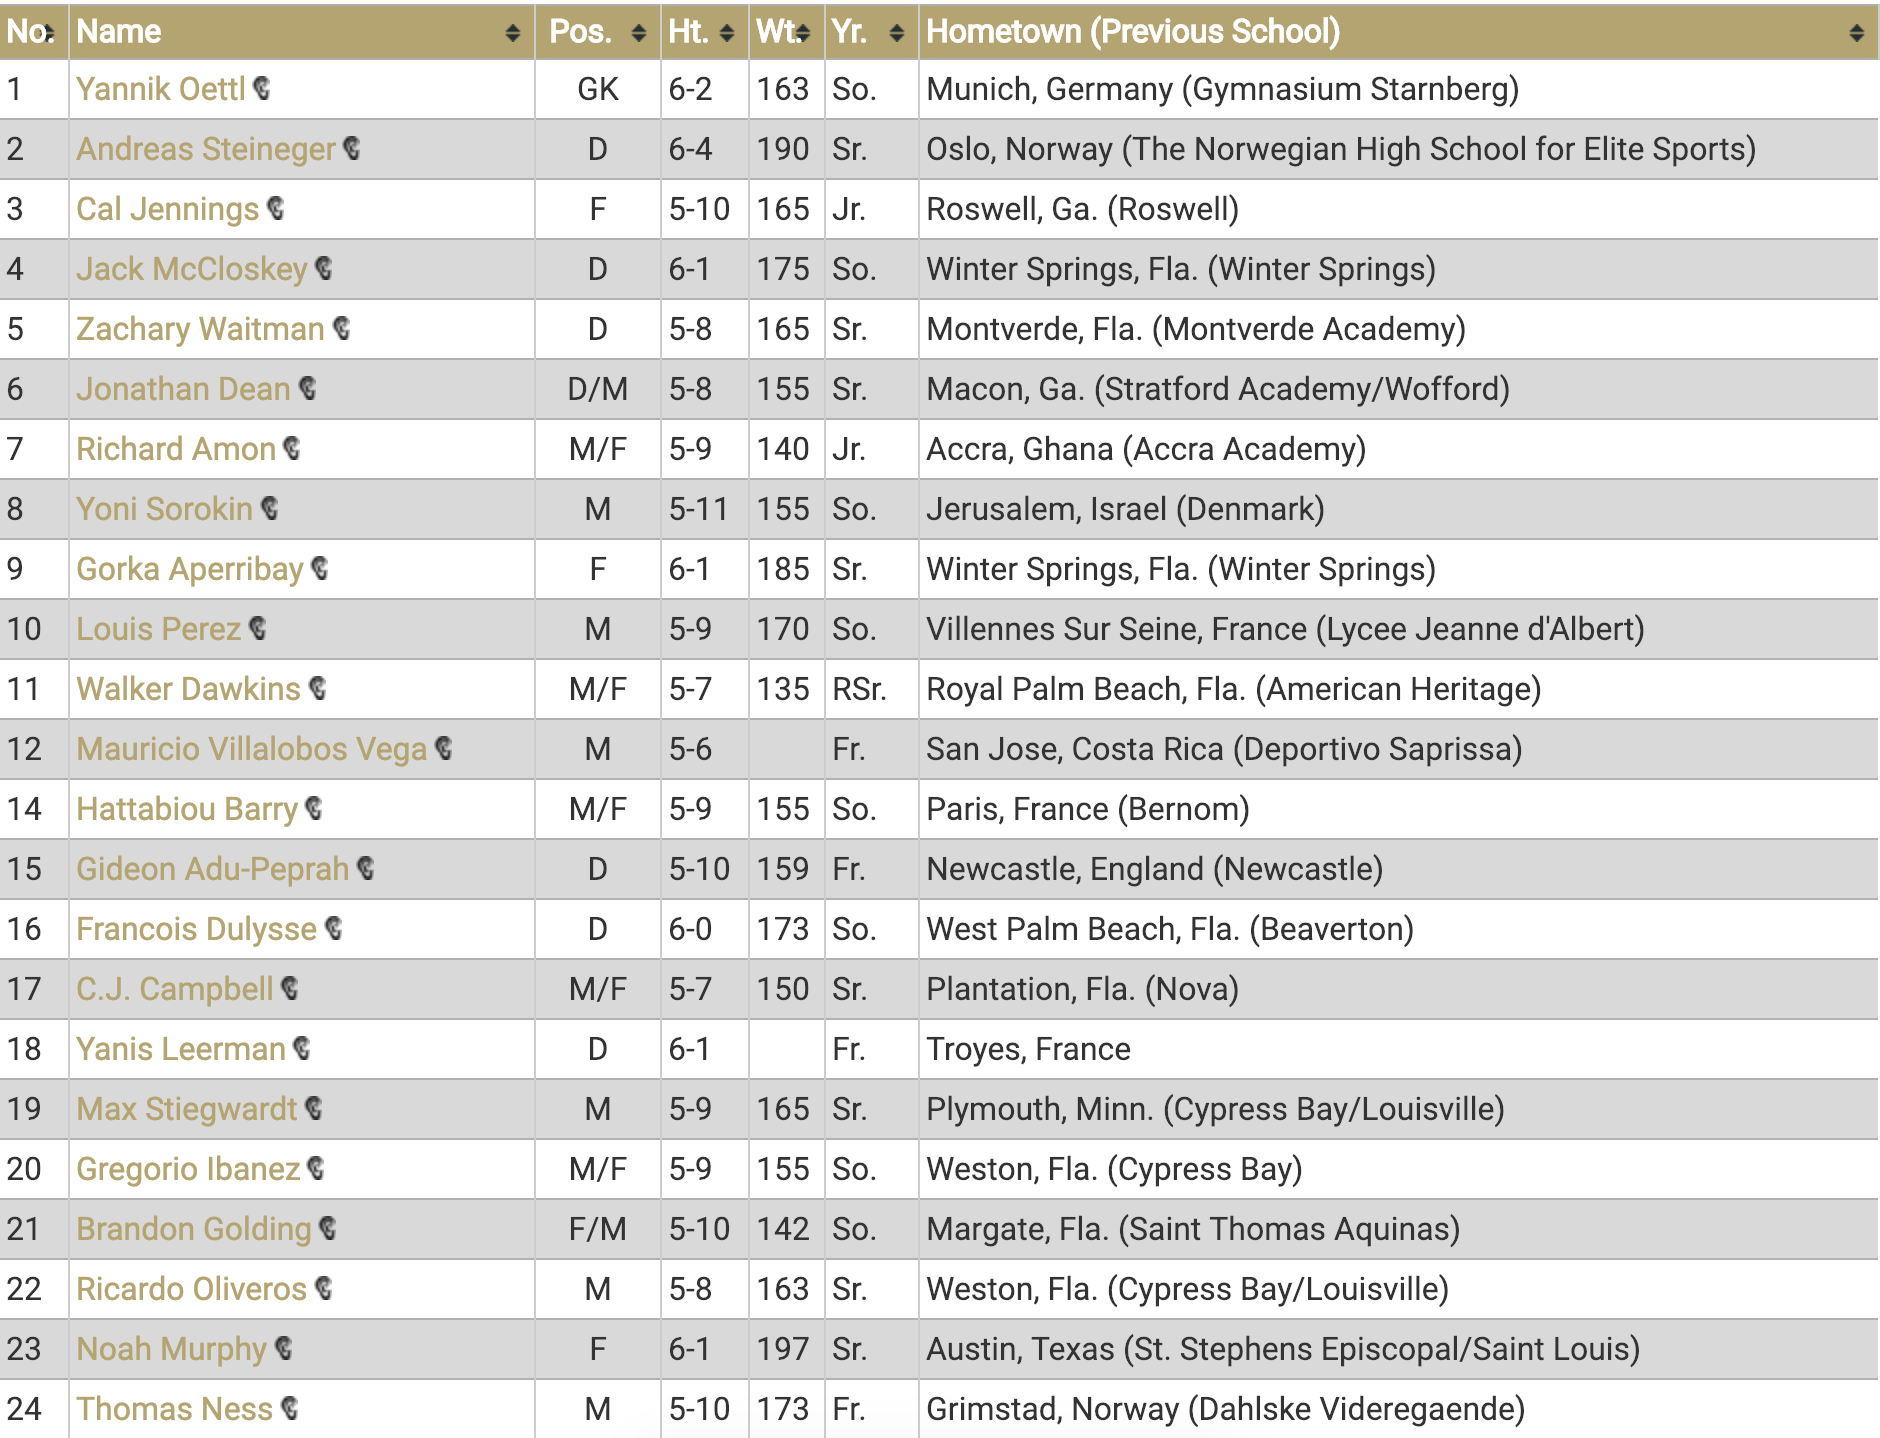 No. Name Pos. Ht. Wt. Yr. Hometown (Previous School)
1 Yannik Oettl GK 6-2 163 So. Munich, Germany (Gymnasium Starnberg)
2 Andreas Steineger D 6-4 190 Sr. Oslo, Norway (The Norwegian High School for Elite Sports)
3 Cal Jennings F 5-10 165 Jr. Roswell, Ga. (Roswell)
4 Jack McCloskey D 6-1 175 So. Winter Springs, Fla. (Winter Springs)
5 Zachary Waitman D 5-8 165 Sr. Montverde, Fla. (Montverde Academy)
6 Jonathan Dean D/M 5-8 155 Sr. Macon, Ga. (Stratford Academy/Wofford)
7 Richard Amon M/F 5-9 140 Jr. Accra, Ghana (Accra Academy)
8 Yoni Sorokin M 5-11 155 So. Jerusalem, Israel (Denmark)
9 Gorka Aperribay F 6-1 185 Sr. Winter Springs, Fla. (Winter Springs)
10 Louis Perez M 5-9 170 So. Villennes Sur Seine, France (Lycee Jeanne d'Albert)
11 Walker Dawkins M/F 5-7 135 RSr. Royal Palm Beach, Fla. (American Heritage)
12 Mauricio Villalobos Vega M 5-6 Fr. San Jose, Costa Rica (Deportivo Saprissa)
14 Hattabiou Barry M/F 5-9 155 So. Paris, France (Bernom)
15 Gideon Adu-Peprah D 5-10 159 Fr. Newcastle, England (Newcastle)
16 Francois Dulysse D 6-0 173 So. West Palm Beach, Fla. (Beaverton)
17 C.J. Campbell M/F 5-7 150 Sr. Plantation, Fla. (Nova)
18 Yanis Leerman D 6-1 Fr. Troyes, France
19 Max Stiegwardt M 5-9 165 Sr. Plymouth, Minn. (Cypress Bay/Louisville)
20 Gregorio Ibanez M/F 5-9 155 So. Weston, Fla. (Cypress Bay)
21 Brandon Golding F/M 5-10 142 So. Margate, Fla. (Saint Thomas Aquinas)
22 Ricardo Oliveros M 5-8 163 Sr. Weston, Fla. (Cypress Bay/Louisville)
23 Noah Murphy F 6-1 197 Sr. Austin, Texas (St. Stephens Episcopal/Saint Louis)
24 Thomas Ness M 5-10 173 Fr. Grimstad, Norway (Dahlske Videregaende)